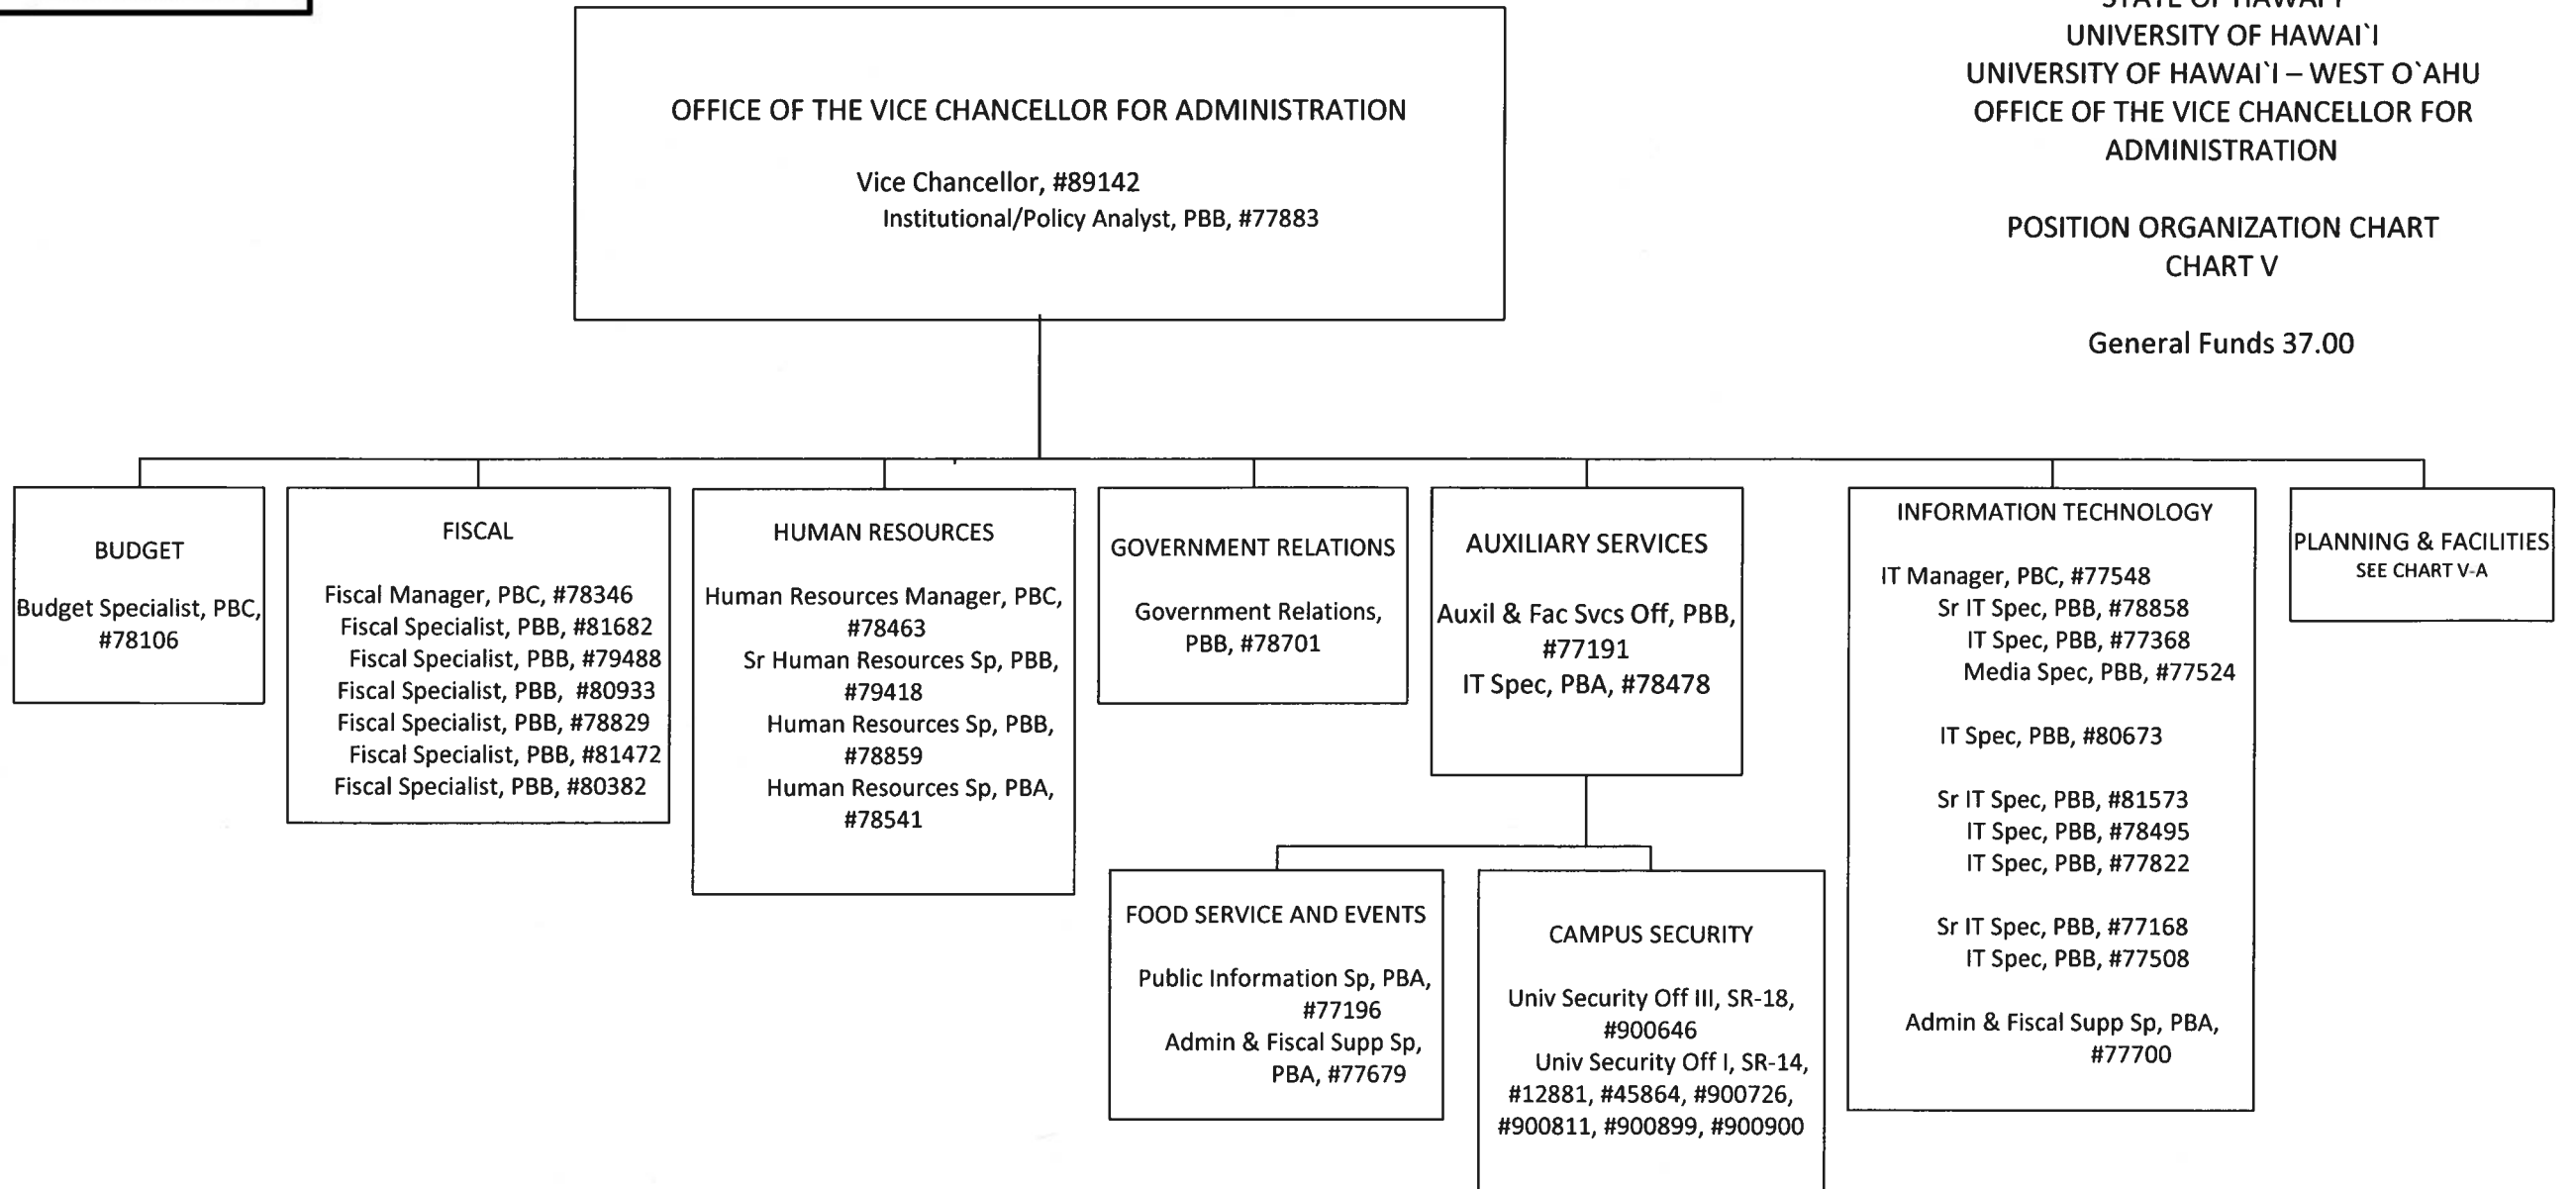 OFFICE OF THE VICE CHANCELLOR FOR ADMINISTRATION
Vice Chancellor, #89142
Institutional/Policy Analyst, PBB, #77883
STATE OF HAWAI`I
UNIVERSITY OF HAWAI`I
UNIVERSITY OF HAWAI`I – WEST O`AHU
OFFICE OF THE VICE CHANCELLOR FOR
ADMINISTRATION
POSITION ORGANIZATION CHART
CHART V
General Funds 37.00
BUDGET
Budget Specialist, PBC,
#78106
FISCAL
Fiscal Manager, PBC, #78346
Fiscal Specialist, PBB, #81682
Fiscal Specialist, PBB, #79488
Fiscal Specialist, PBB, #80933
Fiscal Specialist, PBB, #78829
Fiscal Specialist, PBB, #81472
Fiscal Specialist, PBB, #80382
HUMAN RESOURCES
Human Resources Manager, PBC,
#78463
Sr Human Resources Sp, PBB,
#79418
Human Resources Sp, PBB,
#78859
Human Resources Sp, PBA,
#78541
GOVERNMENT RELATIONS
Government Relations,
PBB, #78701
AUXILIARY SERVICES
Auxil & Fac Svcs Off, PBB,
#77191
IT Spec, PBA, #78478
FOOD SERVICE AND EVENTS
Public Information Sp, PBA,
#77196
Admin & Fiscal Supp Sp,
PBA, #77679
CAMPUS SECURITY
Univ Security Off III, SR-18,
#900646
Univ Security Off I, SR-14,
#12881, #45864, #900726,
#900811, #900899, #900900
INFORMATION TECHNOLOGY
IT Manager, PBC, #77548
Sr IT Spec, PBB, #78858
IT Spec, PBB, #77368
Media Spec, PBB, #77524
IT Spec, PBB, #80673
Sr IT Spec, PBB, #81573
IT Spec, PBB, #78495
IT Spec, PBB, #77822
Sr IT Spec, PBB, #77168
IT Spec, PBB, #77508
Admin & Fiscal Supp Sp, PBA,
#77700
PLANNING & FACILITIES
SEE CHART V-A